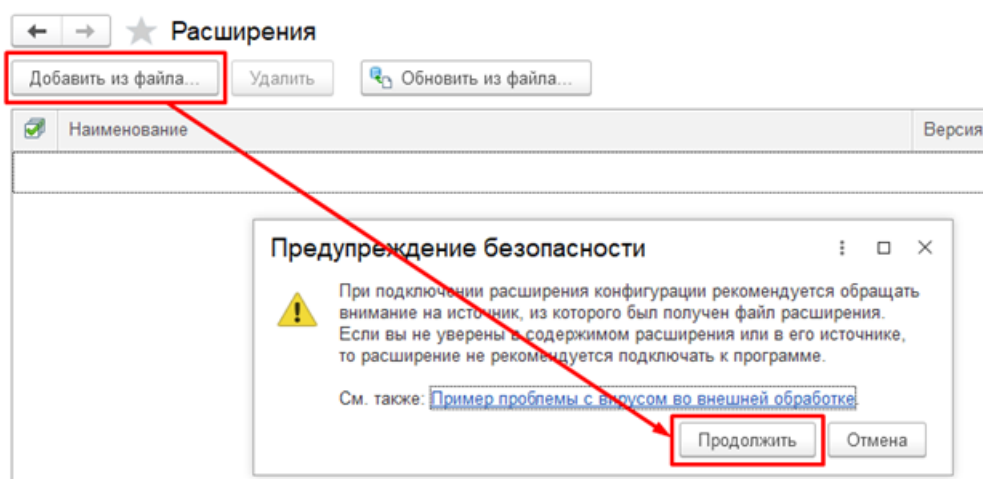 Расширения
Добавить из файла...
Удалить
Обновить из файла...
Наименование
Версия
Предупреждение безопасности
При подключении расширения конфигурации рекомендуется обращать
внимание на источник, из которого был получен файл расширения.
Если вы не уверены в содержимом расширения или в его источнике,
то расширение не рекомендуется подключать к программе.
См. также: Пример проблемы с вирусом во внешней обработке.
Продолжить
Отмена